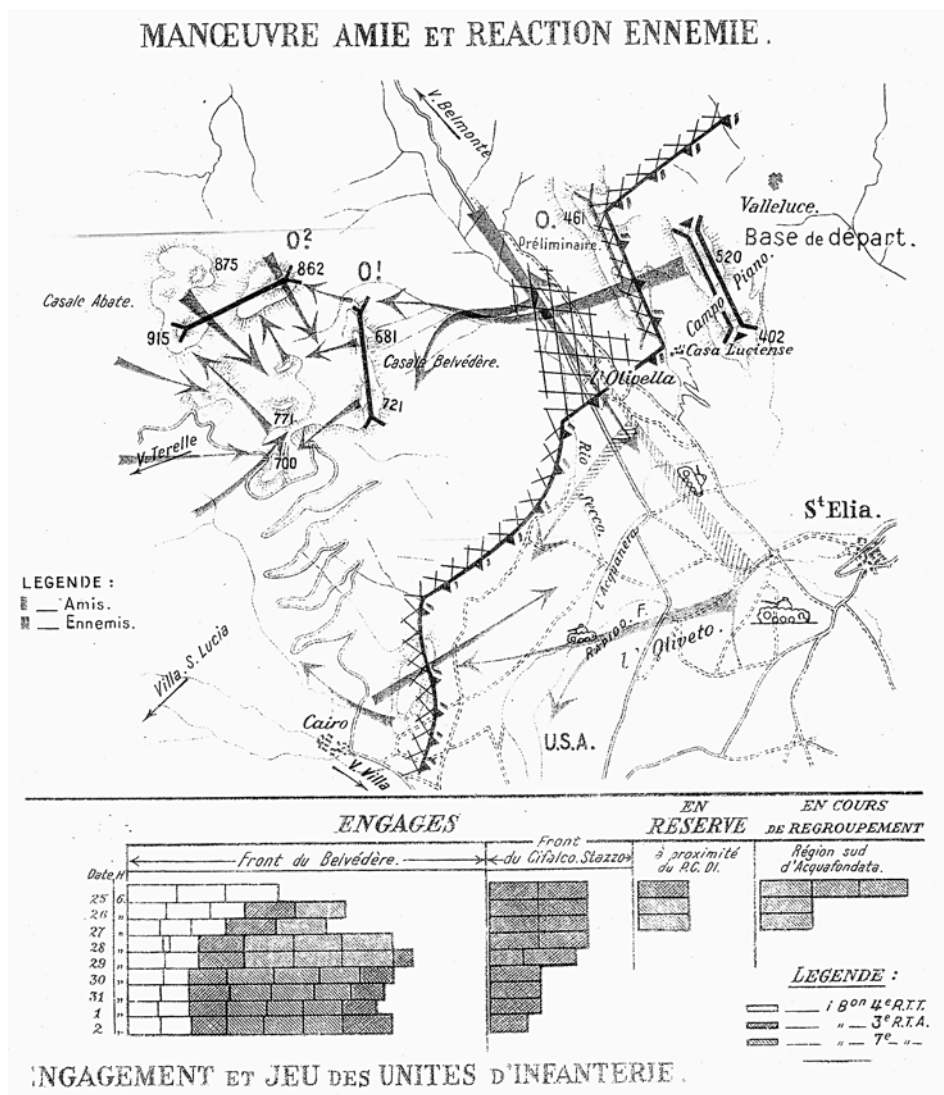 MANŒUVRE AMIE ET REACTION ENNEMIE.
V. Belmonte
O. 461
Préliminaire.
Valleluce.
Base de départ.
O²
875
862
O!
520
Campo Piano.
Casale Abate.
915
681
402
Casa Luciense
Casale Belvédère.
l'Olivella
721
771
V. Terelle
700
Rio Secco.
St Elia.
LEGENDE :
Amis.
Ennemis.
l'Acquanera
F.
RAPIDO.
l'Oliveto.
Villa. S. Lucia
Cairo
V. Villa
U.S.A.
ENGAGES
EN RESERVE
EN COURS DE REGROUPEMENT
Front du Belvédère.
Front du Cifalco. Stazzo
à proximité du P.C. DI.
Région sud d'Acquafondata.
Date H
25 6.
26 "
27 "
28 "
29 "
30 "
31 "
1 "
2 "
LEGENDE :
1 Bon 4e R.T.T.
" 3e R.T.A.
" 7e "
NGAGEMENT ET JEU DES UNITES D'INFANTERIE.